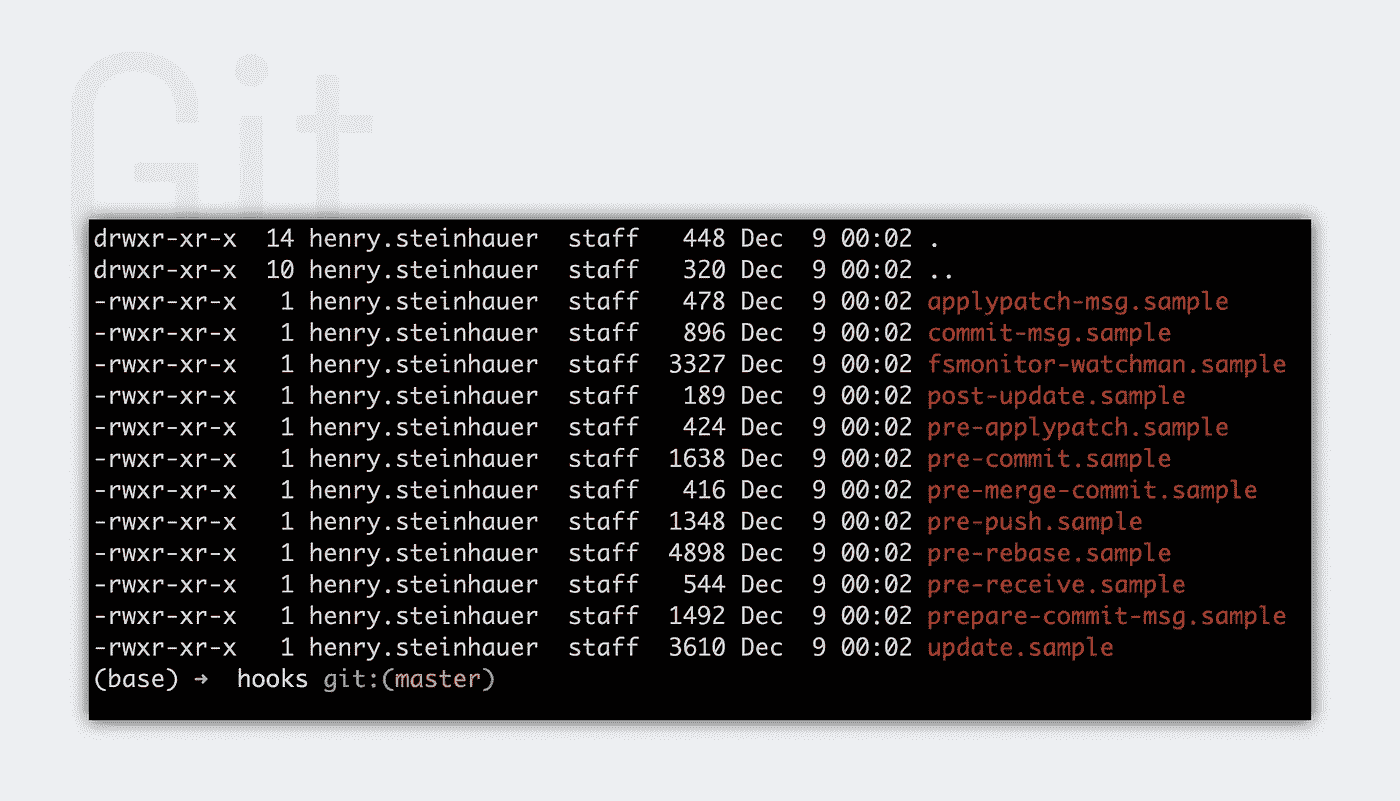 Git
drwxr-xr-x  14 henry.steinhauer  staff   448 Dec  9 00:02 .
drwxr-xr-x  10 henry.steinhauer  staff   320 Dec  9 00:02 ..
-rwxr-xr-x   1 henry.steinhauer  staff   478 Dec  9 00:02 applypatch-msg.sample
-rwxr-xr-x   1 henry.steinhauer  staff   896 Dec  9 00:02 commit-msg.sample
-rwxr-xr-x   1 henry.steinhauer  staff  3327 Dec  9 00:02 fsmonitor-watchman.sample
-rwxr-xr-x   1 henry.steinhauer  staff   189 Dec  9 00:02 post-update.sample
-rwxr-xr-x   1 henry.steinhauer  staff   424 Dec  9 00:02 pre-applypatch.sample
-rwxr-xr-x   1 henry.steinhauer  staff  1638 Dec  9 00:02 pre-commit.sample
-rwxr-xr-x   1 henry.steinhauer  staff   416 Dec  9 00:02 pre-merge-commit.sample
-rwxr-xr-x   1 henry.steinhauer  staff  1348 Dec  9 00:02 pre-push.sample
-rwxr-xr-x   1 henry.steinhauer  staff  4898 Dec  9 00:02 pre-rebase.sample
-rwxr-xr-x   1 henry.steinhauer  staff   544 Dec  9 00:02 pre-receive.sample
-rwxr-xr-x   1 henry.steinhauer  staff  1492 Dec  9 00:02 prepare-commit-msg.sample
-rwxr-xr-x   1 henry.steinhauer  staff  3610 Dec  9 00:02 update.sample
(base) ➜  hooks git:(master)